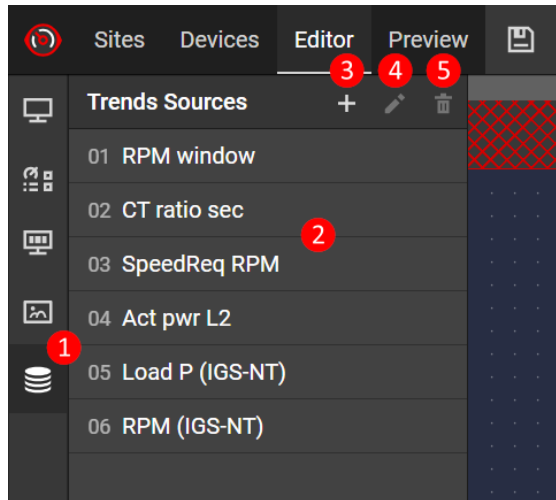 Sites Devices Editor Preview
3 4 5
Trends Sources
01 RPM window
02 CT ratio sec
2
03 SpeedReq RPM
04 Act pwr L2
1
05 Load P (IGS-NT)
06 RPM (IGS-NT)